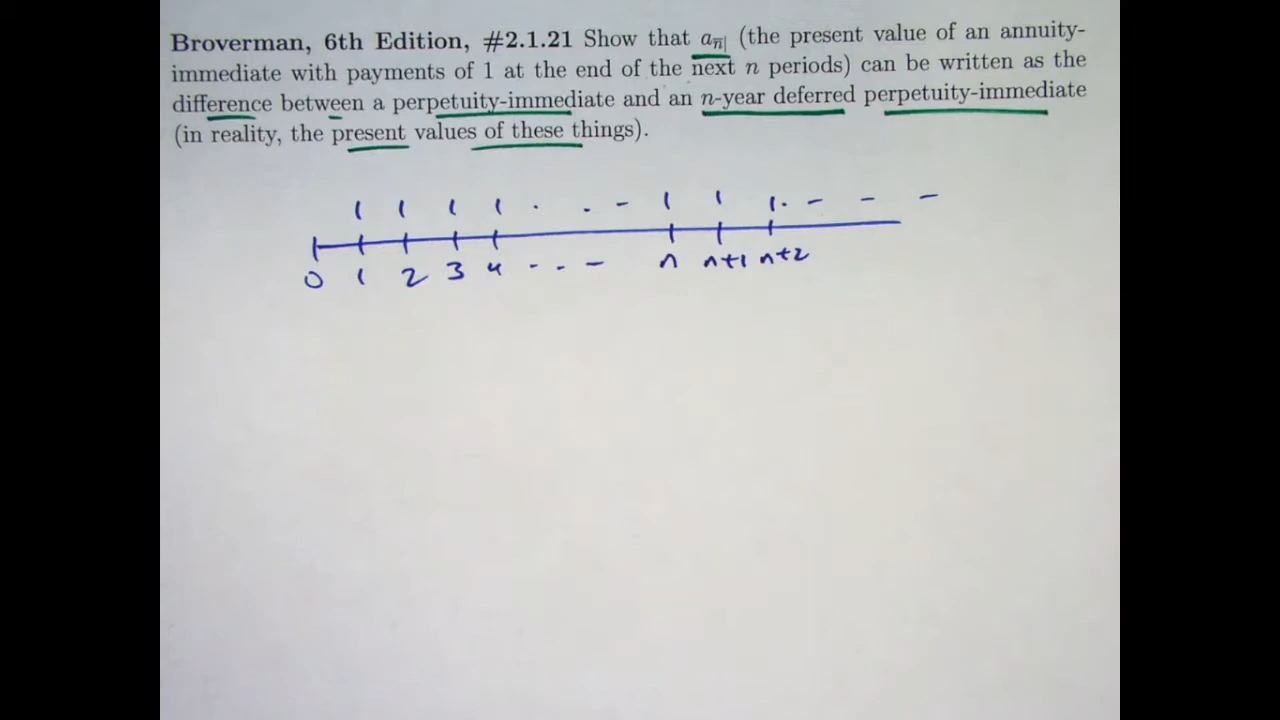 Broverman, 6th Edition, #2.1.21 Show that a_{n̅|} (the present value of an annuity-
immediate with payments of 1 at the end of the next n periods) can be written as the
difference between a perpetuity-immediate and an n-year deferred perpetuity-immediate
(in reality, the present values of these things).
1 1 1 1 . . - 1 1 1. - - -
0 1 2 3 4 - - - n n+1 n+2